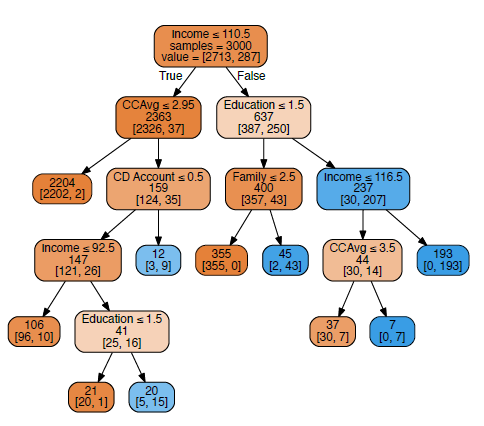 Income ≤ 110.5
samples = 3000
value = [2713, 287]
True
False
CCAvg ≤ 2.95
2363
[2326, 37]
Education ≤ 1.5
637
[387, 250]
2204
[2202, 2]
CD Account ≤ 0.5
159
[124, 35]
Family ≤ 2.5
400
[357, 43]
Income ≤ 116.5
237
[30, 207]
Income ≤ 92.5
147
[121, 26]
12
[3, 9]
355
[355, 0]
45
[2, 43]
CCAvg ≤ 3.5
44
[30, 14]
193
[0, 193]
106
[96, 10]
Education ≤ 1.5
41
[25, 16]
37
[30, 7]
7
[0, 7]
21
[20, 1]
20
[5, 15]